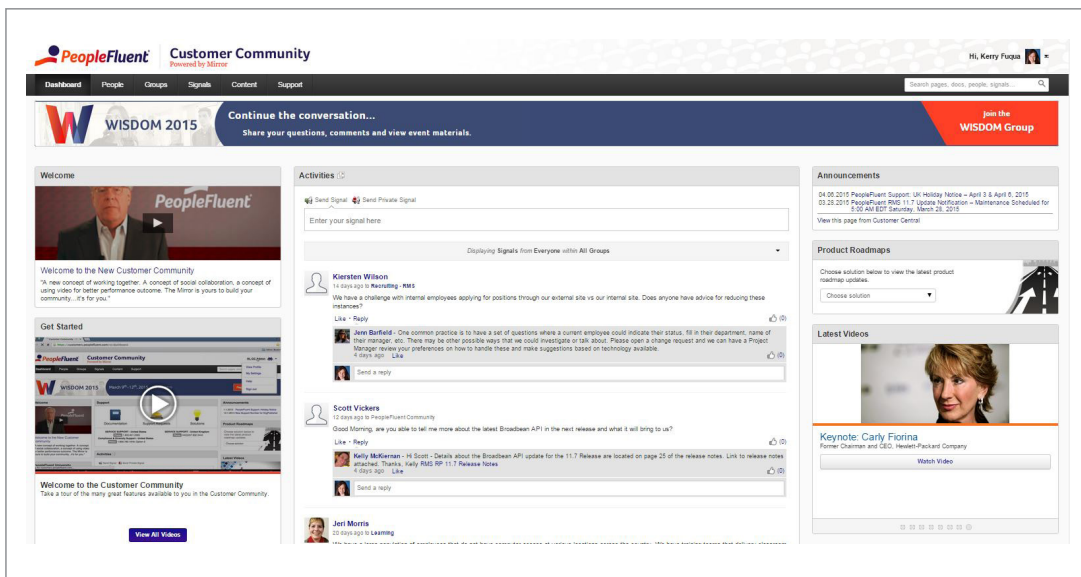 PeopleFluent
Customer Community
Powered by Mirror
Hi, Kerry Fuqua
Dashboard People Groups Signals Content Support
Search pages, docs, people, signals...
W WISDOM 2015
Continue the conversation...
Share your questions, comments and view event materials.
Join the
WISDOM Group
Welcome
PeopleFluent
Welcome to the New Customer Community
"A new concept of working together. A concept of social collaboration, a concept of
using video for better performance outcome. The Mirror is yours to build your
community...it's for you."
Get Started
PeopleFluent Customer Community
WISDOM 2015
Welcome to the Customer Community
Take a tour of the many great features available to you in the Customer Community.
View All Videos
Activities
Send Signal Send Private Signal
Enter your signal here
Displaying Signals from Everyone within All Groups
Kiersten Wilson
14 days ago to Recruiting - RMS
We have a challenge with internal employees applying for positions through our external site vs our internal site. Does anyone have advice for reducing these
instances?
Like • Reply (0)
Jenn Barfield - One common practice is to have a set of questions where a current employee could indicate their status, fill in their department, name of
their manager, etc. There may be other possible ways that we could investigate or talk about. Please open a change request and we can have a Project
Manager review your preferences on how to handle these and make suggestions based on technology available.
4 days ago Like (0)
Send a reply
Scott Vickers
12 days ago to PeopleFluent Community
Good Morning, are you able to tell me more about the latest Broadbean API in the next release and what it will bring to us?
Like • Reply (0)
Kelly McKiernan - Hi Scott - Details about the Broadbean API update for the 11.7 Release are located on page 25 of the release notes. Link to release notes
attached. Thanks, Kelly RMS RP 11.7 Release Notes
4 days ago Like (0)
Send a reply
Jeri Morris
20 days ago to Learning
Announcements
04.06.2015 PeopleFluent Support: UK Holiday Notice – April 3 & April 6, 2015
03.28.2015 PeopleFluent RMS 11.7 Update Notification – Maintenance Scheduled for
5:00 AM EDT Saturday, March 28, 2015
View this page from Customer Central
Product Roadmaps
Choose solution below to view the latest product
roadmap updates.
Choose solution
Latest Videos
Keynote: Carly Fiorina
Former Chairman and CEO, Hewlett-Packard Company
Watch Video